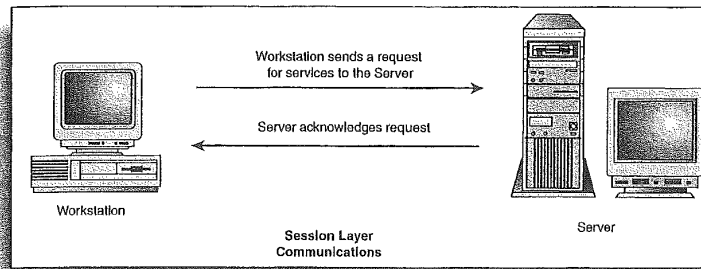 Workstation sends a request
for services to the Server
Server acknowledges request
Workstation
Server
Session Layer
Communications